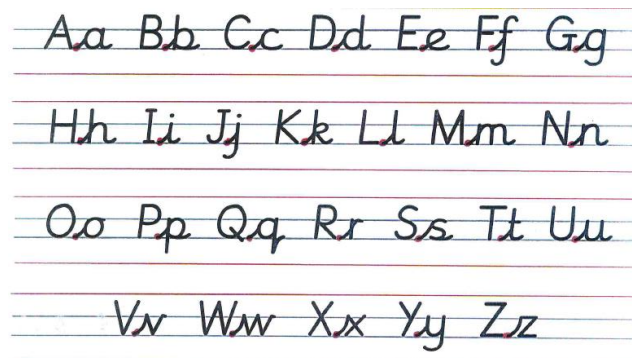 Aa Bb Cc Dd Ee Ff Gg
Hh Ii Jj Kk Ll Mm Nn
Oo Pp Qq Rr Ss Tt Uu
Vv Ww Xx Yy Zz